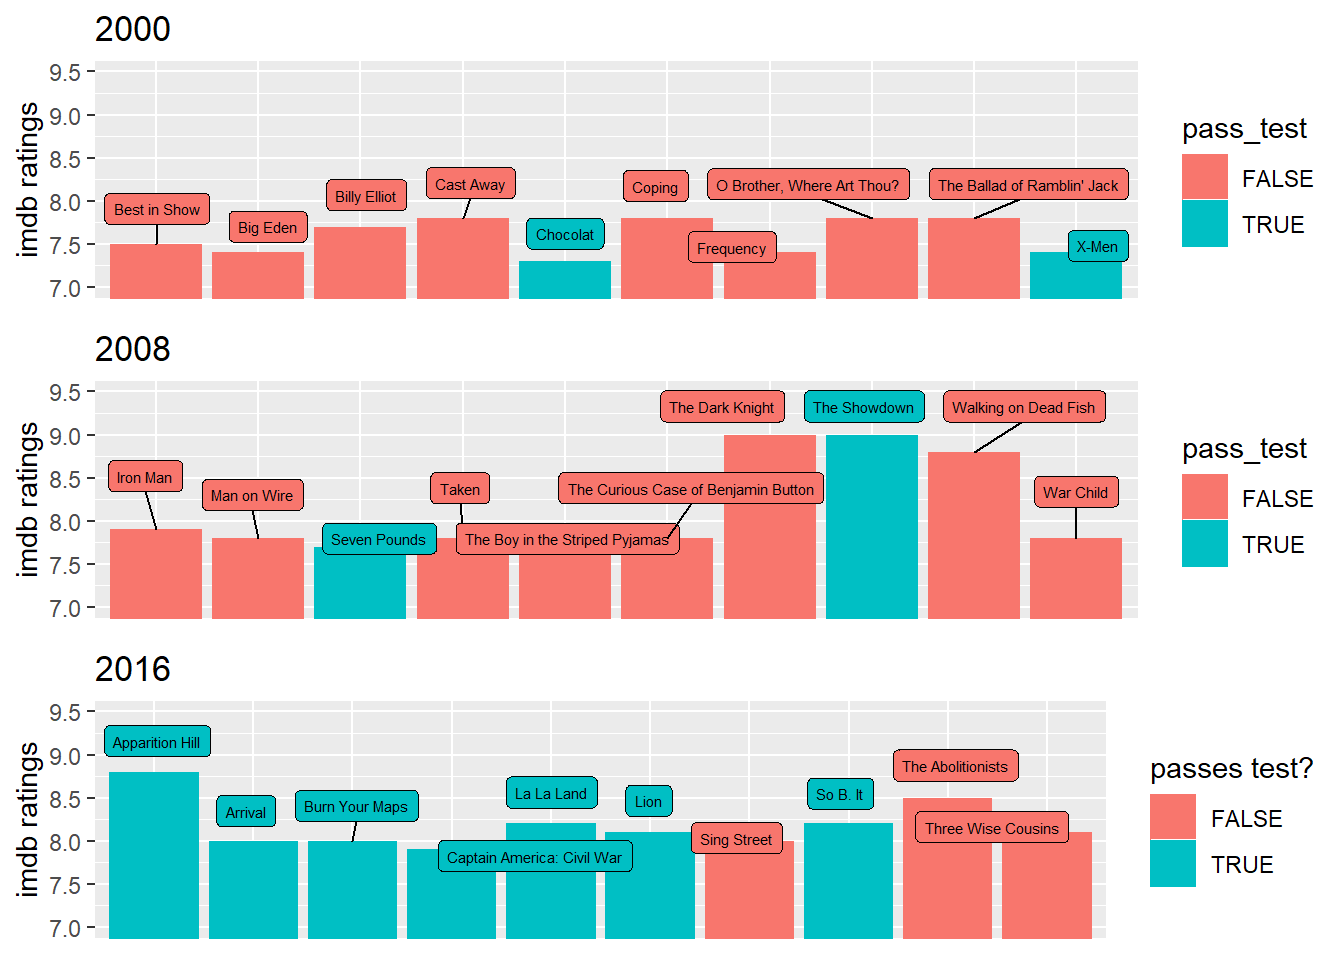 2000
imdb ratings
9.5
9.0
8.5
8.0
7.5
7.0
Best in Show
Big Eden
Billy Elliot
Cast Away
Chocolat
Coping
Frequency
O Brother, Where Art Thou?
The Ballad of Ramblin' Jack
X-Men
pass_test
FALSE
TRUE
2008
imdb ratings
9.5
9.0
8.5
8.0
7.5
7.0
Iron Man
Man on Wire
Seven Pounds
Taken
The Boy in the Striped Pyjamas
The Curious Case of Benjamin Button
The Dark Knight
The Showdown
Walking on Dead Fish
War Child
pass_test
FALSE
TRUE
2016
imdb ratings
9.5
9.0
8.5
8.0
7.5
7.0
Apparition Hill
Arrival
Burn Your Maps
Captain America: Civil War
La La Land
Lion
Sing Street
So B. It
The Abolitionists
Three Wise Cousins
passes test?
FALSE
TRUE